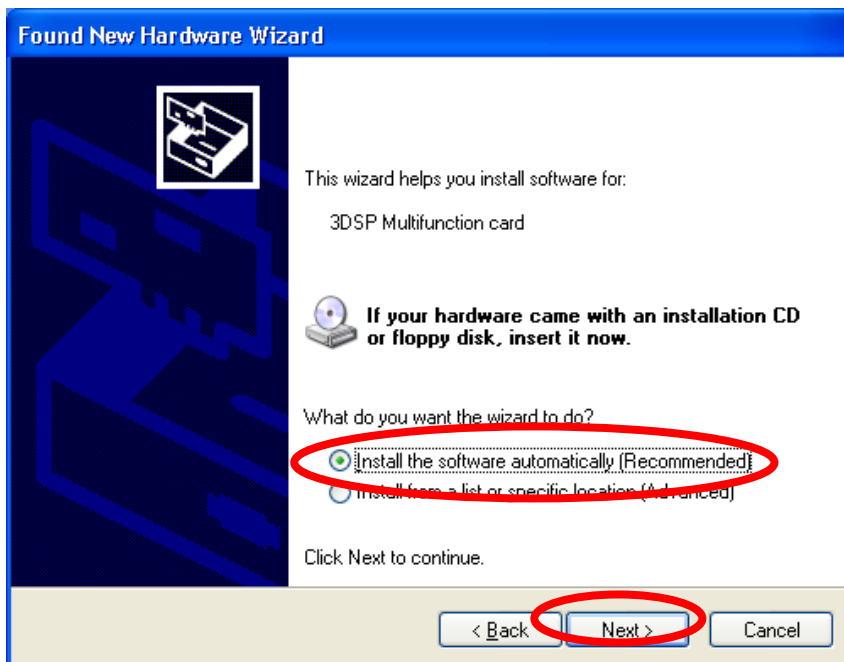 Found New Hardware Wizard
This wizard helps you install software for:
3DSP Multifunction card
If your hardware came with an installation CD
or floppy disk, insert it now.
What do you want the wizard to do?
Install the software automatically (Recommended)
Install from a list or specific location (Advanced)
Click Next to continue.
< Back
Next >
Cancel